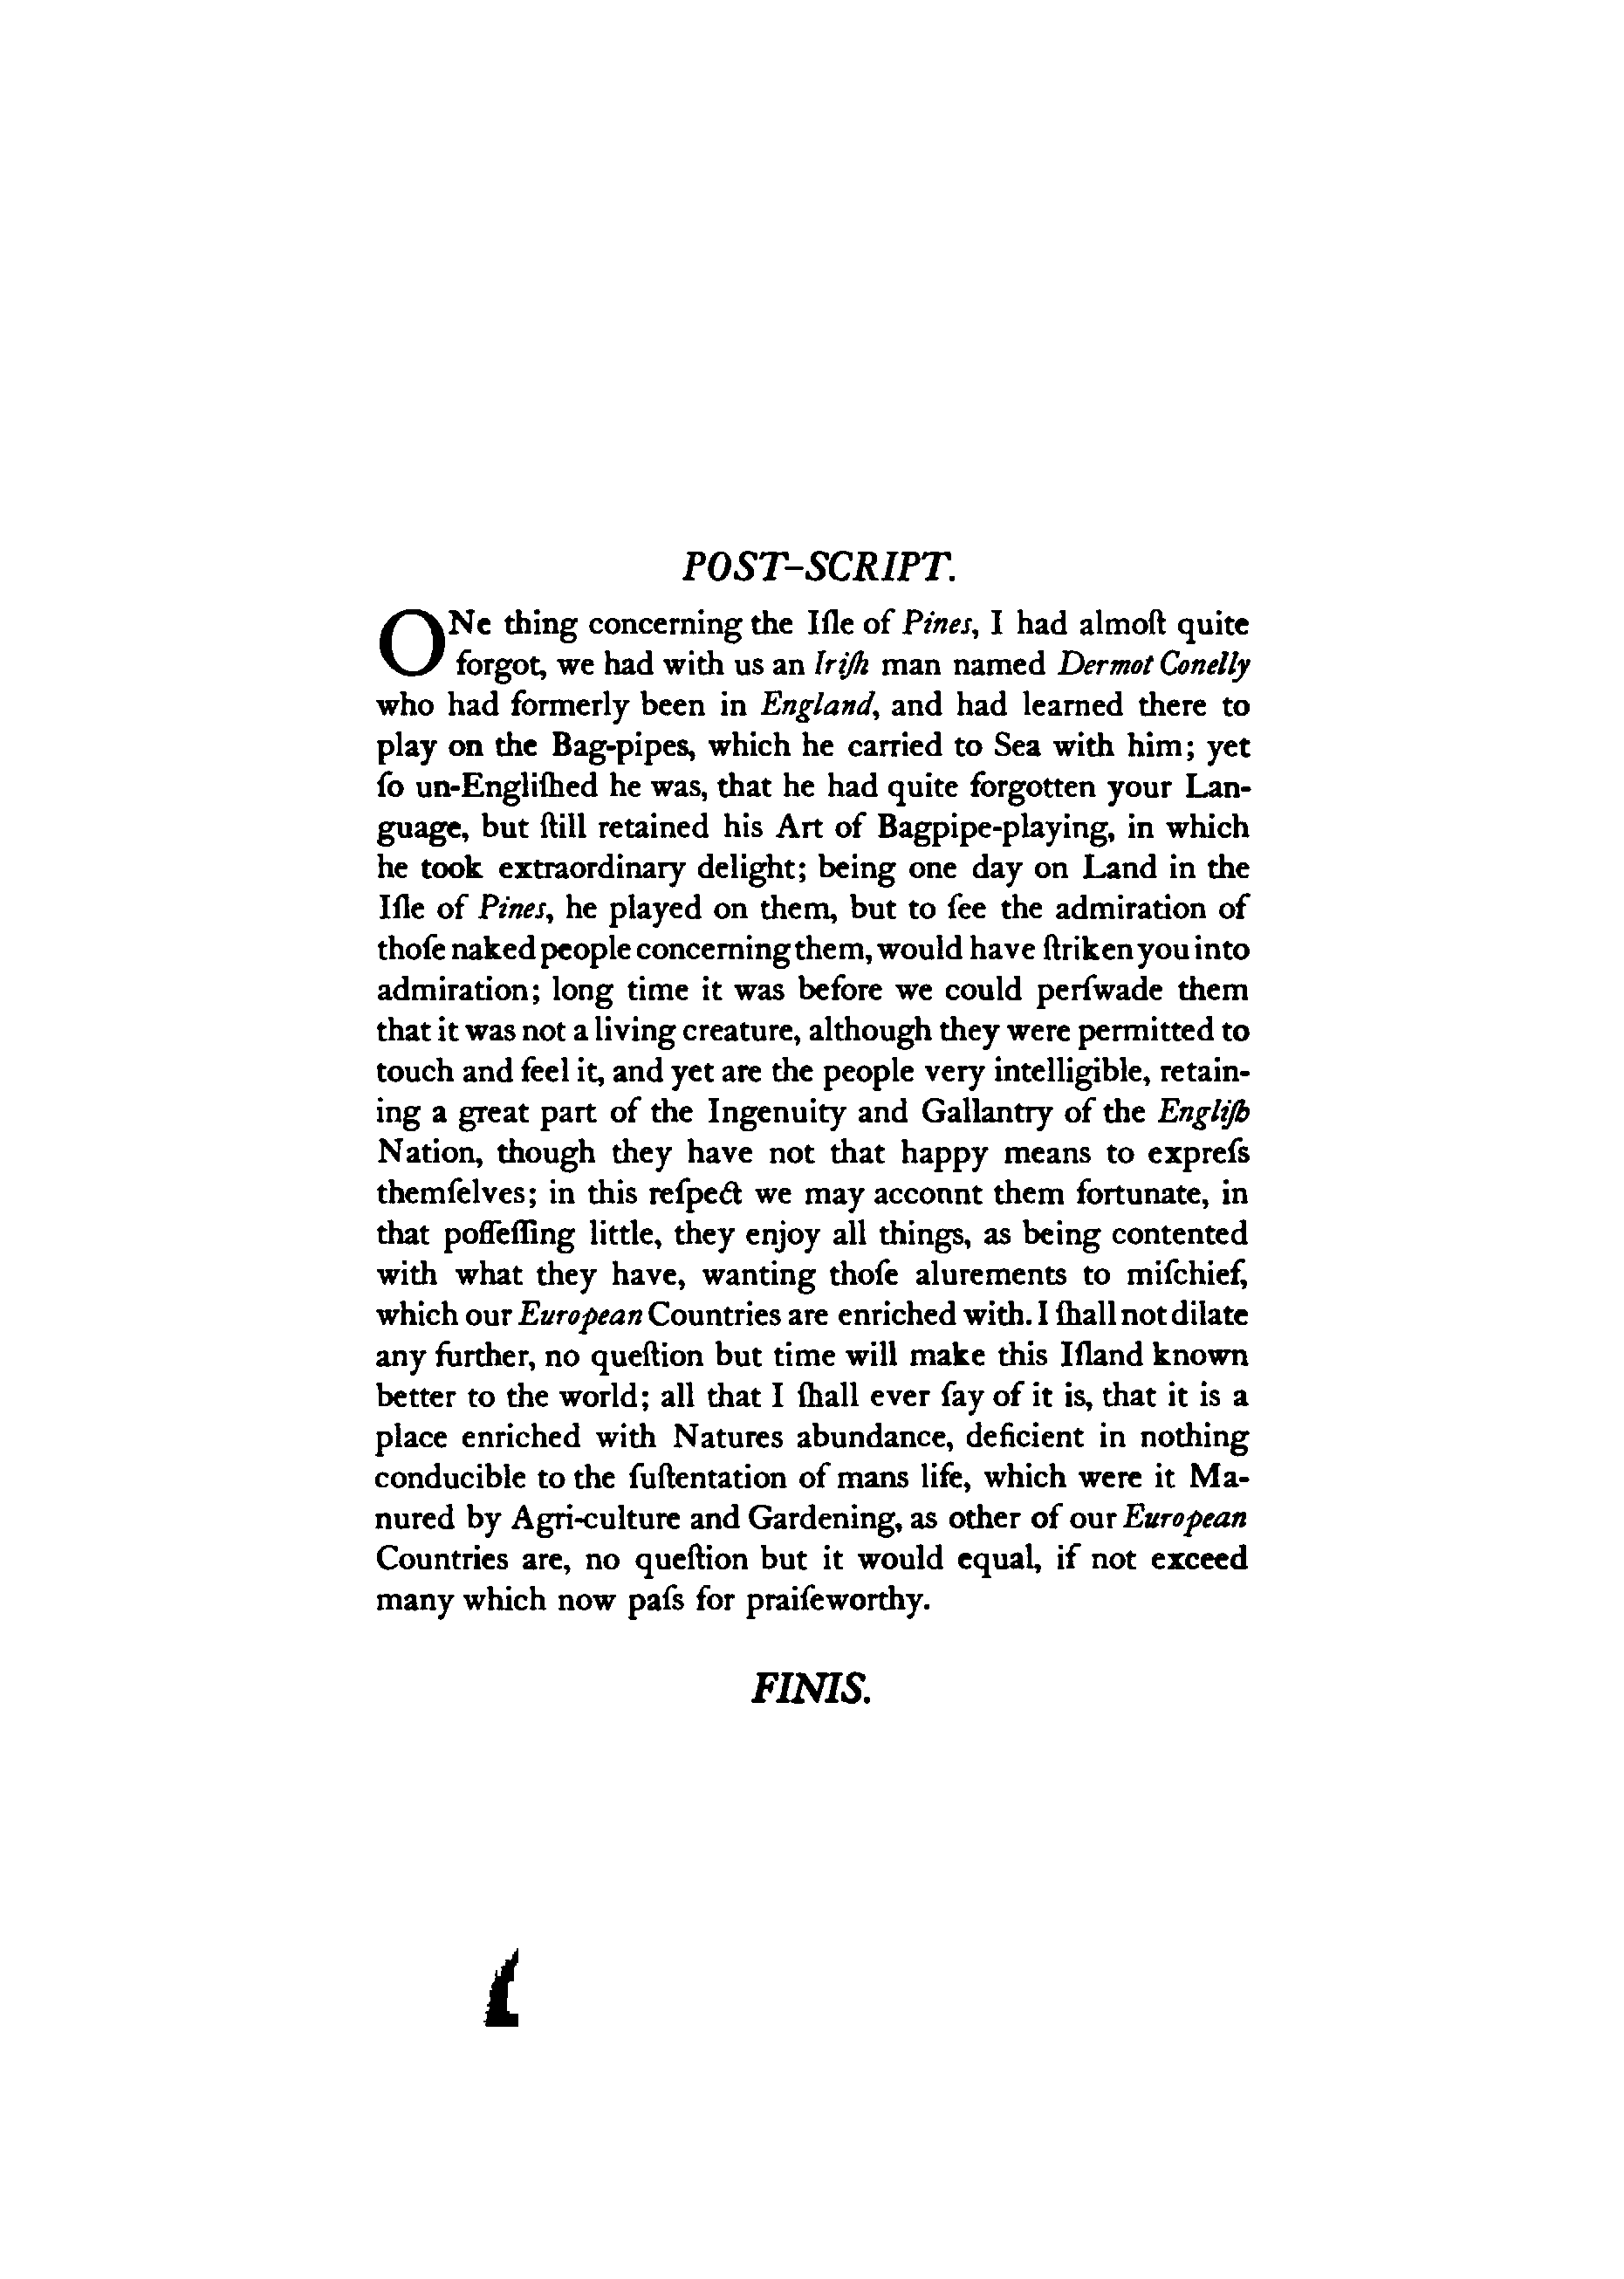 POST-SCRIPT.
ONe thing concerning the Iſle of Pines, I had almoſt quite
forgot, we had with us an Iriſh man named Dermot Conelly
who had formerly been in England, and had learned there to
play on the Bag-pipes, which he carried to Sea with him; yet
ſo un-Engliſhed he was, that he had quite forgotten your Lan-
guage, but ſtill retained his Art of Bagpipe-playing, in which
he took extraordinary delight; being one day on Land in the
Iſle of Pines, he played on them, but to ſee the admiration of
thoſe naked people concerning them, would have ſtriken you into
admiration; long time it was before we could perſwade them
that it was not a living creature, although they were permitted to
touch and feel it, and yet are the people very intelligible, retain-
ing a great part of the Ingenuity and Gallantry of the Engliſh
Nation, though they have not that happy means to expreſs
themſelves; in this reſpect we may acconnt them fortunate, in
that poſſeſſing little, they enjoy all things, as being contented
with what they have, wanting thoſe alurements to miſchief,
which our European Countries are enriched with. I ſhall not dilate
any further, no queſtion but time will make this Iſland known
better to the world; all that I ſhall ever ſay of it is, that it is a
place enriched with Natures abundance, deficient in nothing
conducible to the ſuſtentation of mans life, which were it Ma-
nured by Agri-culture and Gardening, as other of our European
Countries are, no queſtion but it would equal, if not exceed
many which now paſs for praiſeworthy.
FINIS.